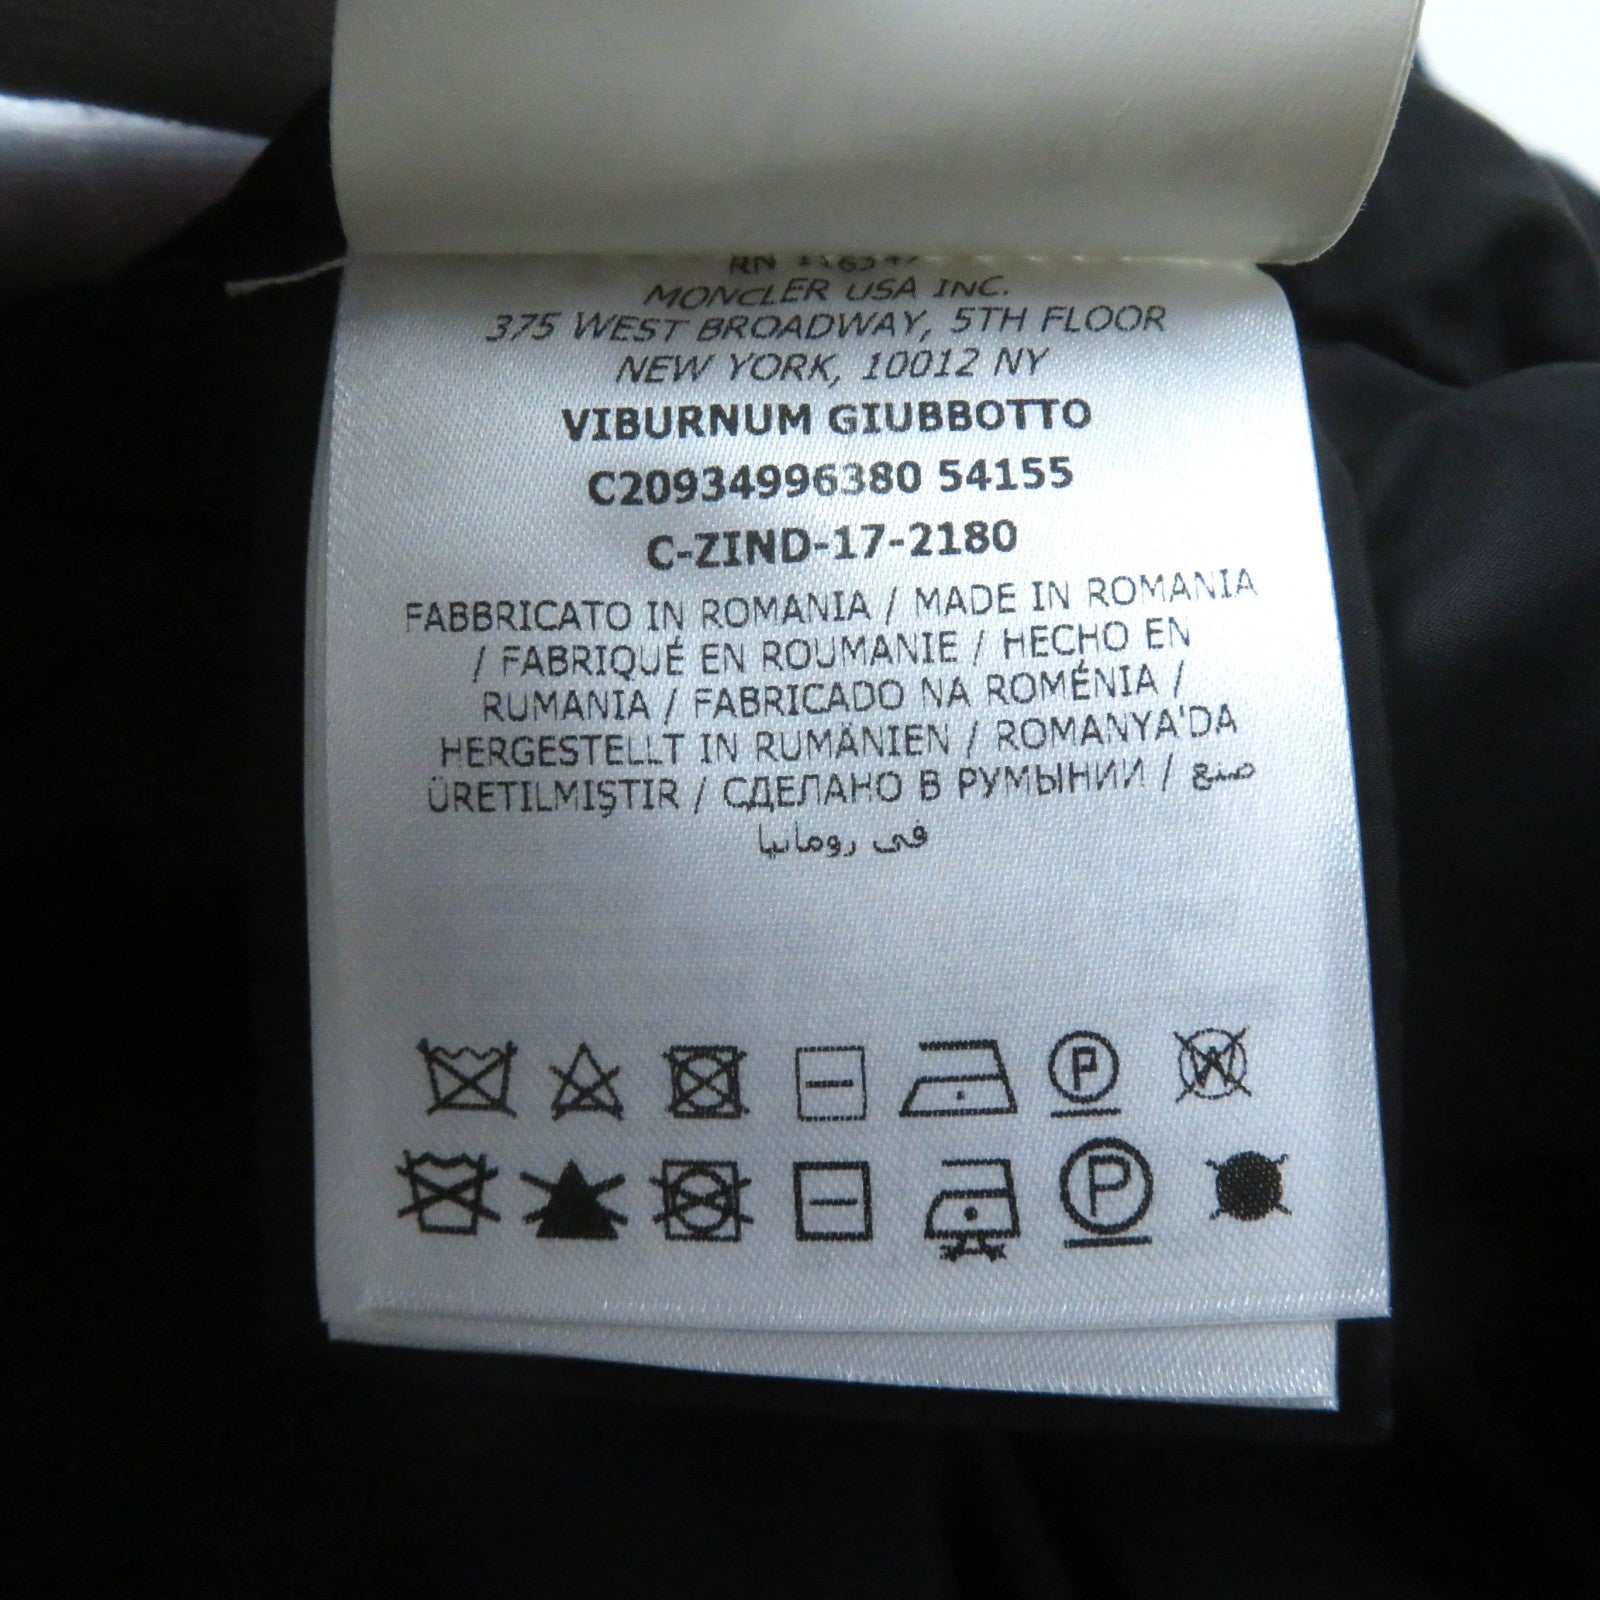 RN 116347
MONCLER USA INC.
375 WEST BROADWAY, 5TH FLOOR
NEW YORK, 10012 NY
VIBURNUM GIUBBOTTO
C20934996380 54155
C-ZIND-17-2180
FABBRICATO IN ROMANIA / MADE IN ROMANIA
/ FABRIQUÉ EN ROUMANIE / HECHO EN
RUMANIA / FABRICADO NA ROMÉNIA /
HERGESTELLT IN RUMÄNIEN / ROMANYA'DA
ÜRETILMIŞTIR / СДЕЛАНО В РУМЫНИИ / صنع
في رومانيا
P W
P